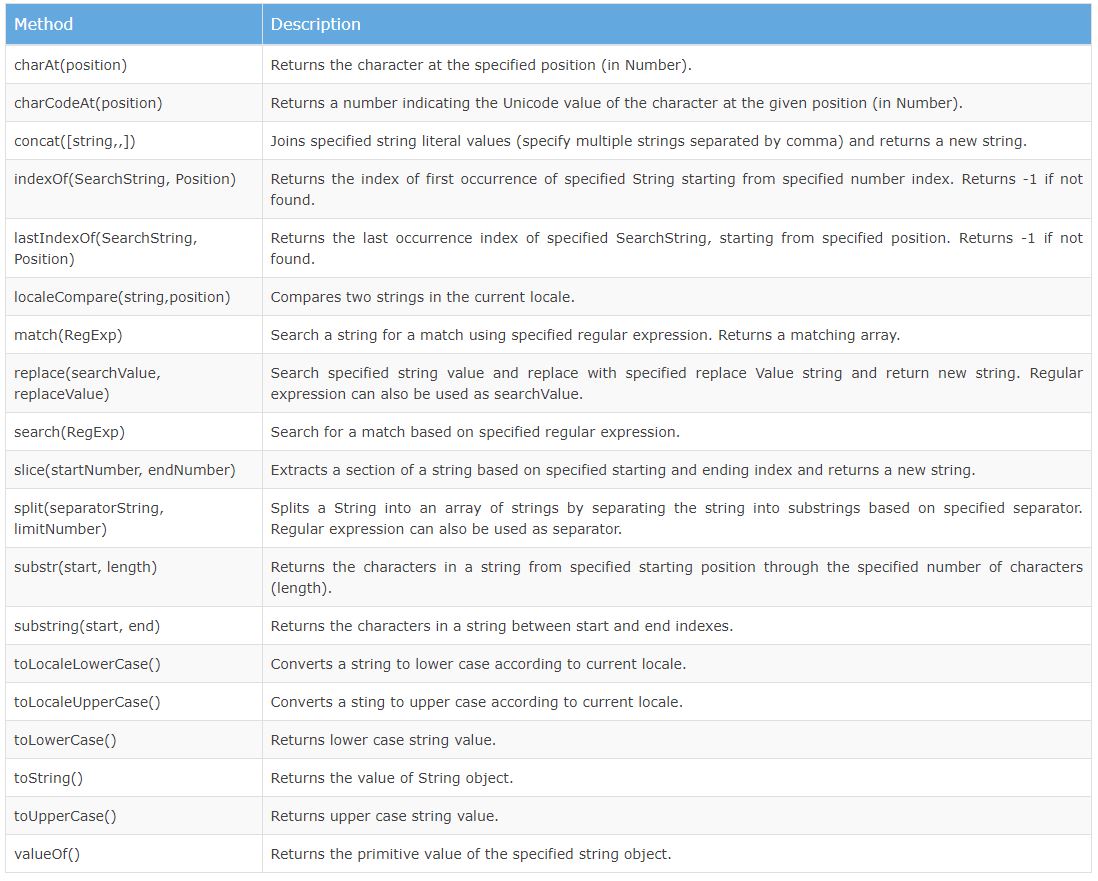 Method Description
charAt(position) Returns the character at the specified position (in Number).
charCodeAt(position) Returns a number indicating the Unicode value of the character at the given position (in Number).
concat([string,,]) Joins specified string literal values (specify multiple strings separated by comma) and returns a new string.
indexOf(SearchString, Position) Returns the index of first occurrence of specified String starting from specified number index. Returns -1 if not
found.
lastIndexOf(SearchString, Returns the last occurrence index of specified SearchString, starting from specified position. Returns -1 if not
Position) found.
localeCompare(string,position) Compares two strings in the current locale.
match(RegExp) Search a string for a match using specified regular expression. Returns a matching array.
replace(searchValue, Search specified string value and replace with specified replace Value string and return new string. Regular
replaceValue) expression can also be used as searchValue.
search(RegExp) Search for a match based on specified regular expression.
slice(startNumber, endNumber) Extracts a section of a string based on specified starting and ending index and returns a new string.
split(separatorString, Splits a String into an array of strings by separating the string into substrings based on specified separator.
limitNumber) Regular expression can also be used as separator.
substr(start, length) Returns the characters in a string from specified starting position through the specified number of characters
(length).
substring(start, end) Returns the characters in a string between start and end indexes.
toLocaleLowerCase() Converts a string to lower case according to current locale.
toLocaleUpperCase() Converts a sting to upper case according to current locale.
toLowerCase() Returns lower case string value.
toString() Returns the value of String object.
toUpperCase() Returns upper case string value.
valueOf() Returns the primitive value of the specified string object.